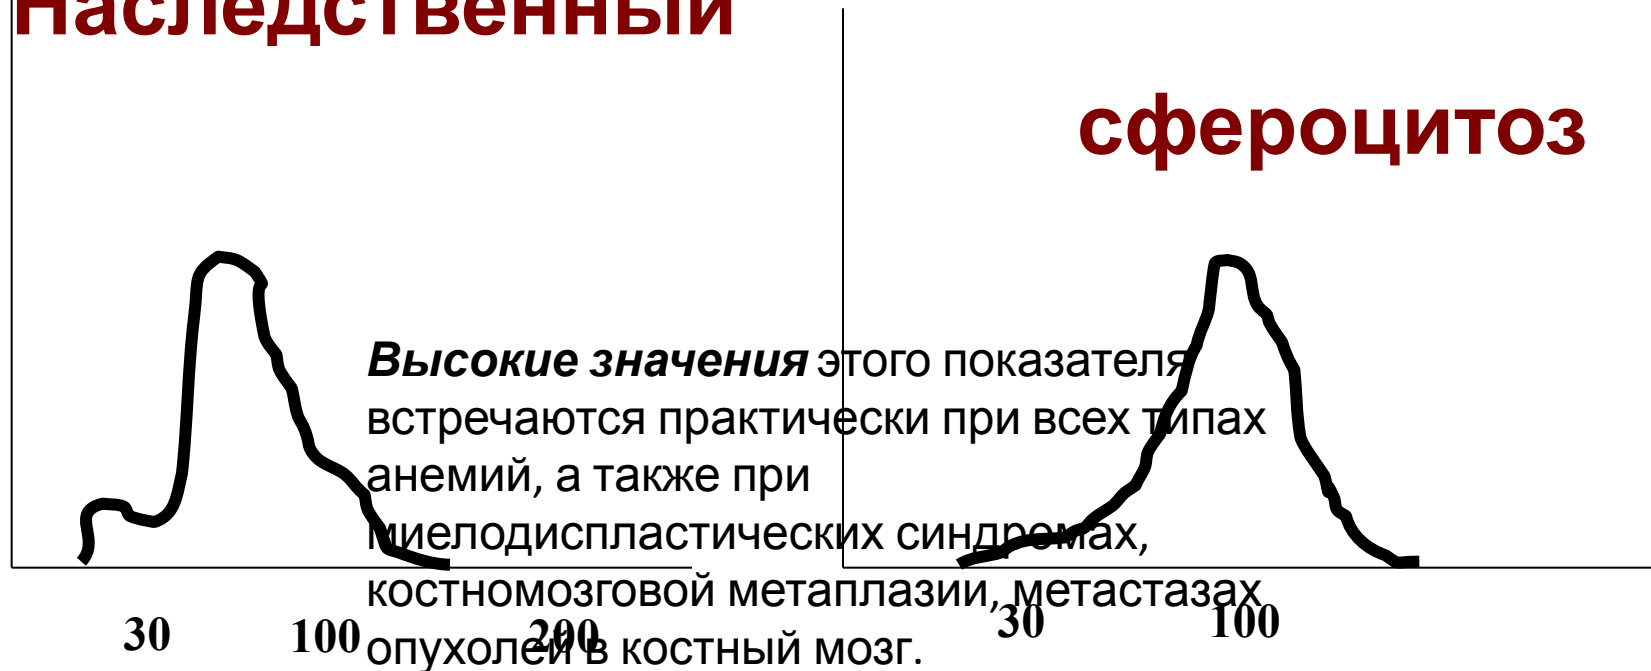 Наследственный
сфероцитоз
Высокие значения этого показателя
встречаются практически при всех типах
анемий, а также при
миелодиспластических синдромах,
костномозговой метаплазии, метастазах
опухолей в костный мозг.
30 100 200
30 100